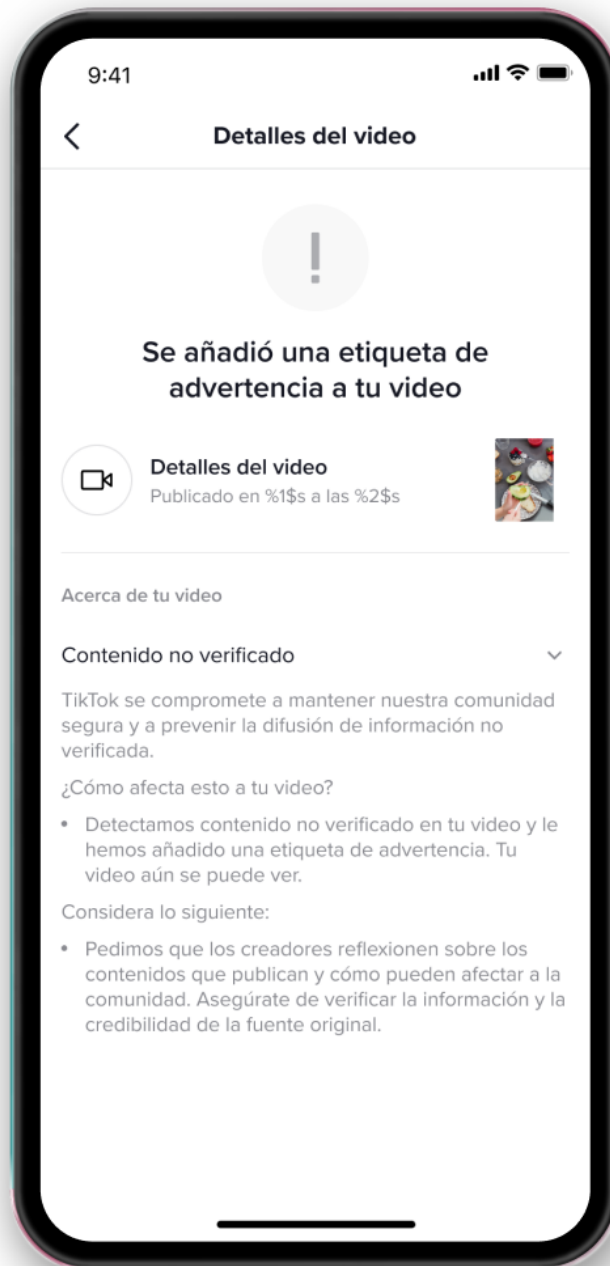 9:41
Detalles del video
!
Se añadió una etiqueta de
advertencia a tu video
Detalles del video
Publicado en %1$s a las %2$s
Acerca de tu video
Contenido no verificado
TikTok se compromete a mantener nuestra comunidad
segura y a prevenir la difusión de información no
verificada.
¿Cómo afecta esto a tu video?
• Detectamos contenido no verificado en tu video y le
hemos añadido una etiqueta de advertencia. Tu
video aún se puede ver.
Considera lo siguiente:
• Pedimos que los creadores reflexionen sobre los
contenidos que publican y cómo pueden afectar a la
comunidad. Asegúrate de verificar la información y la
credibilidad de la fuente original.